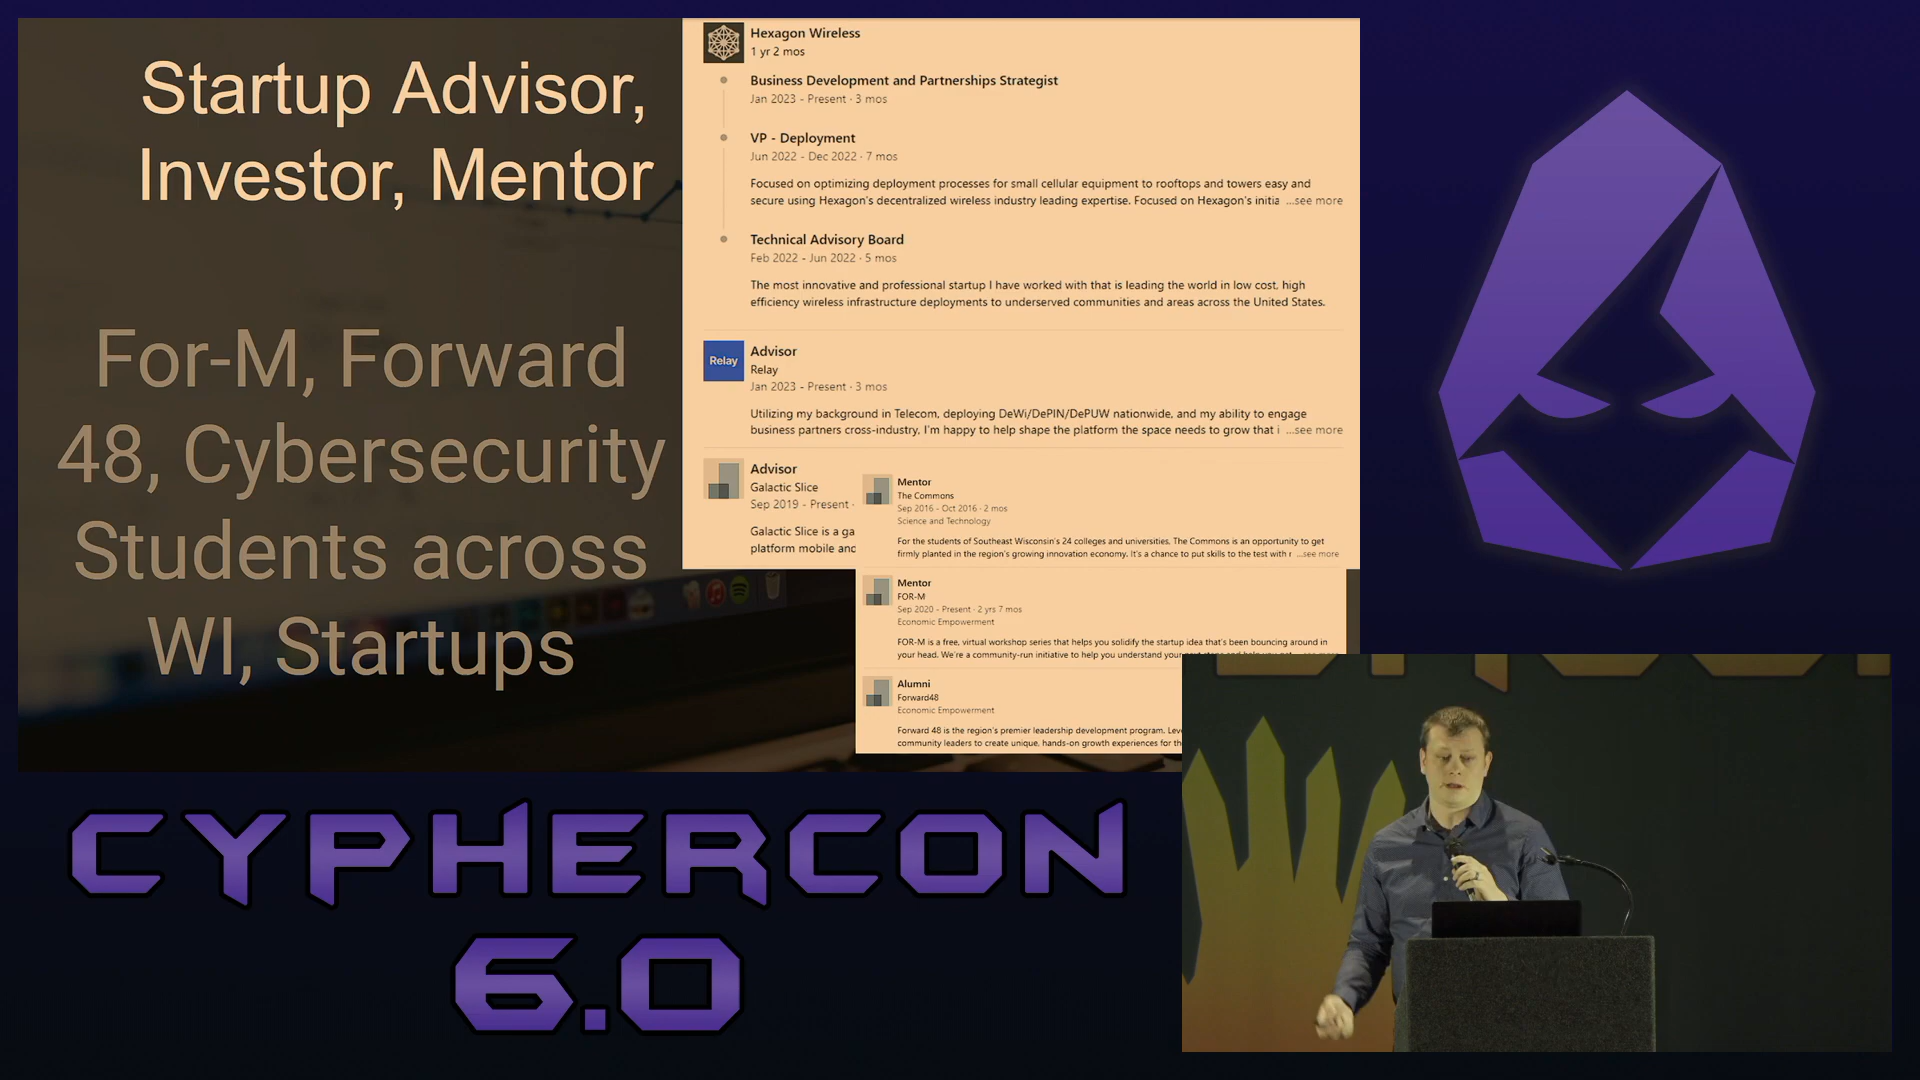 Startup Advisor,
Investor, Mentor
For-M, Forward
48, Cybersecurity
Students across
WI, Startups
Hexagon Wireless
1 yr 2 mos
Business Development and Partnerships Strategist
Jan 2023 - Present · 3 mos
VP - Deployment
Jun 2022 - Dec 2022 · 7 mos
Focused on optimizing deployment processes for small cellular equipment to rooftops and towers easy and
secure using Hexagon's decentralized wireless industry leading expertise. Focused on Hexagon's initia ...see more
Technical Advisory Board
Feb 2022 - Jun 2022 · 5 mos
The most innovative and professional startup I have worked with that is leading the world in low cost, high
efficiency wireless infrastructure deployments to underserved communities and areas across the United States.
Relay
Advisor
Relay
Jan 2023 - Present · 3 mos
Utilizing my background in Telecom, deploying DeWi/DePIN/DePUW nationwide, and my ability to engage
business partners cross-industry, I'm happy to help shape the platform the space needs to grow that i ...see more
Advisor
Galactic Slice
Sep 2019 - Present ·
Galactic Slice is a ga
platform mobile and
Mentor
The Commons
Sep 2016 - Oct 2016 · 2 mos
Science and Technology
For the students of Southeast Wisconsin's 24 colleges and universities, The Commons is an opportunity to get
firmly planted in the region's growing innovation economy. It's a chance to put skills to the test with r ...see more
Mentor
FOR-M
Sep 2020 - Present · 2 yrs 7 mos
Economic Empowerment
FOR-M is a free, virtual workshop series that helps you solidify the startup idea that's been bouncing around in
your head. We're a community-run initiative to help you understand your
Alumni
Forward48
Economic Empowerment
Forward 48 is the region's premier leadership development program. Leve
community leaders to create unique, hands-on growth experiences for th
CYPHERCON
6.0